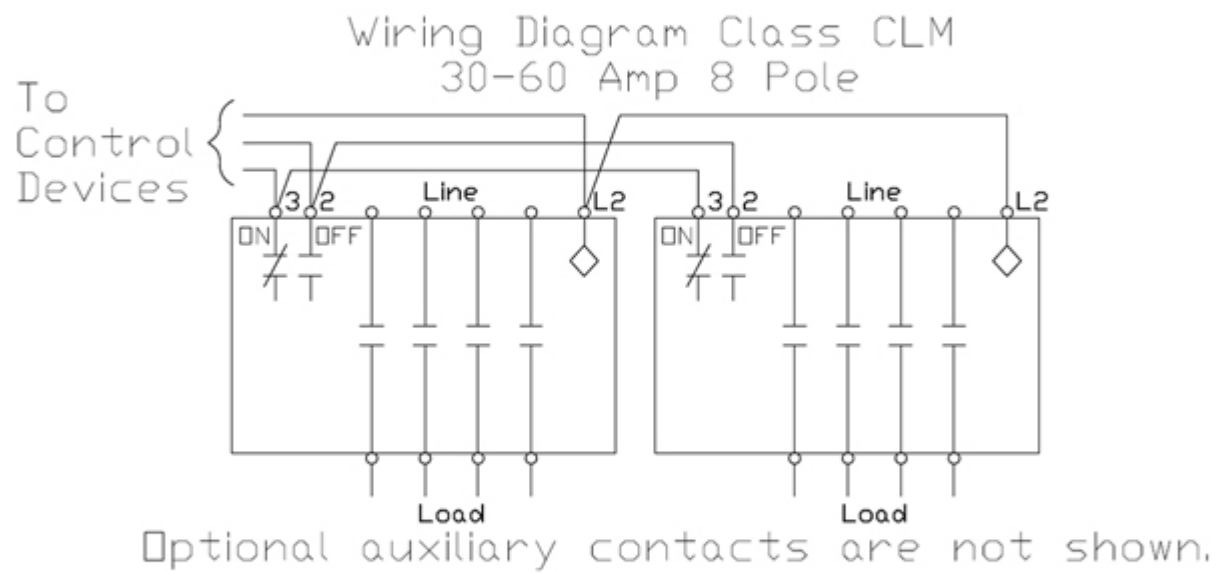 Wiring Diagram Class CLM
30-60 Amp 8 Pole
To
Control
Devices
3 2 Line L2
3 2 Line L2
ON OFF
ON OFF
Load
Load
Optional auxiliary contacts are not shown.